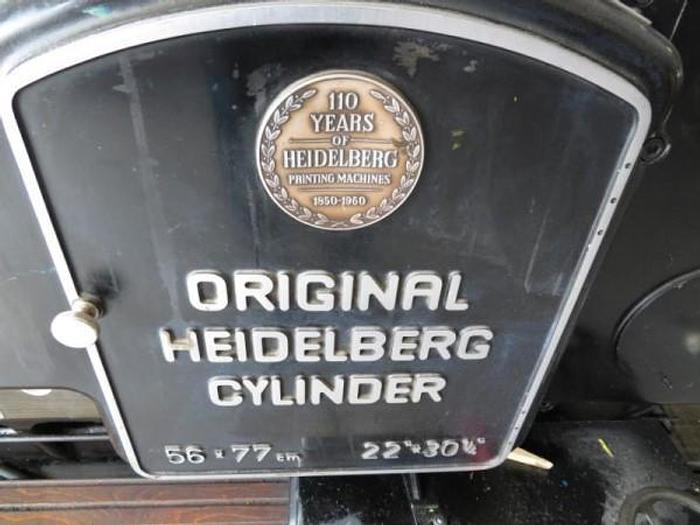 110
YEARS
OF
HEIDELBERG
PRINTING MACHINES
1850-1960
ORIGINAL
HEIDELBERG
CYLINDER
56 x 77 cm 22" x 30¼"